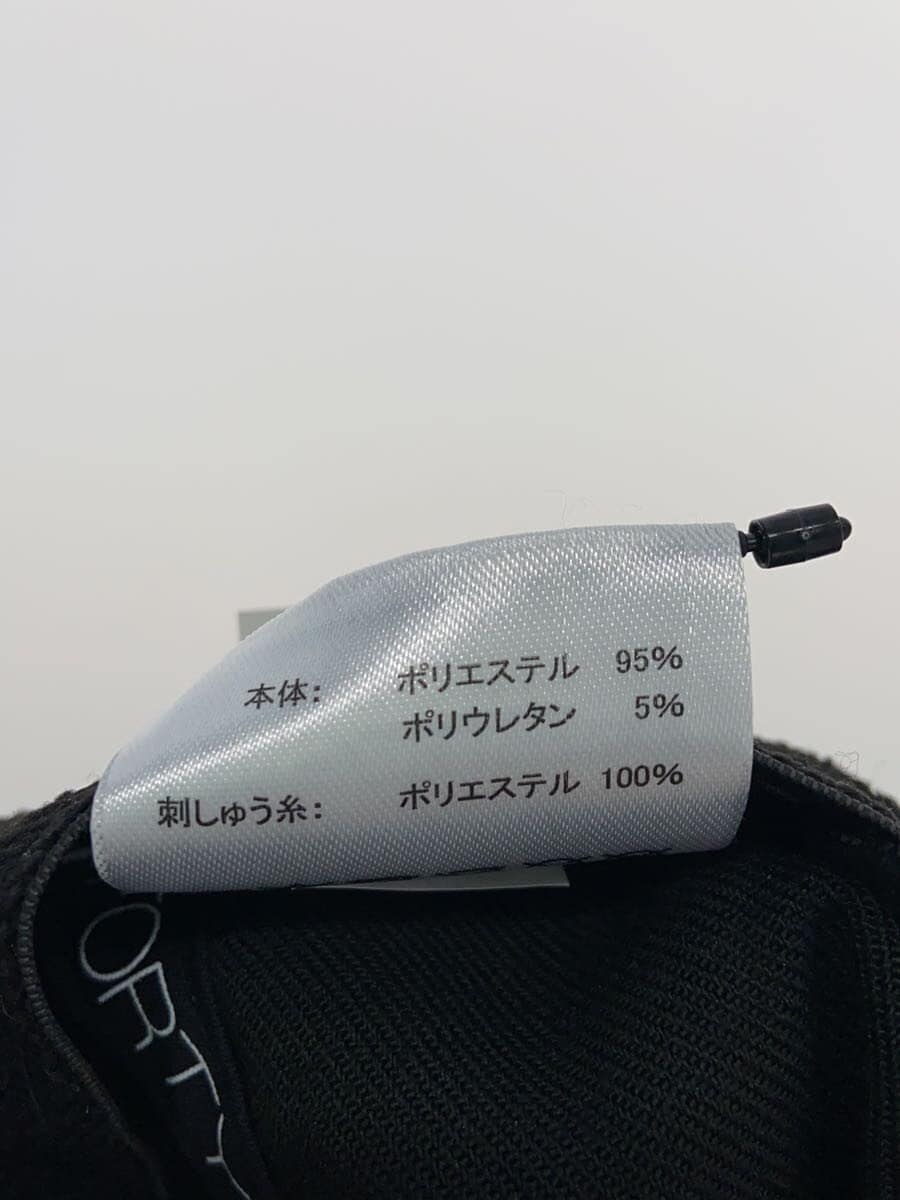 本体: ポリエステル 95%
ポリウレタン 5%
刺しゅう糸: ポリエステル 100%
ORTY